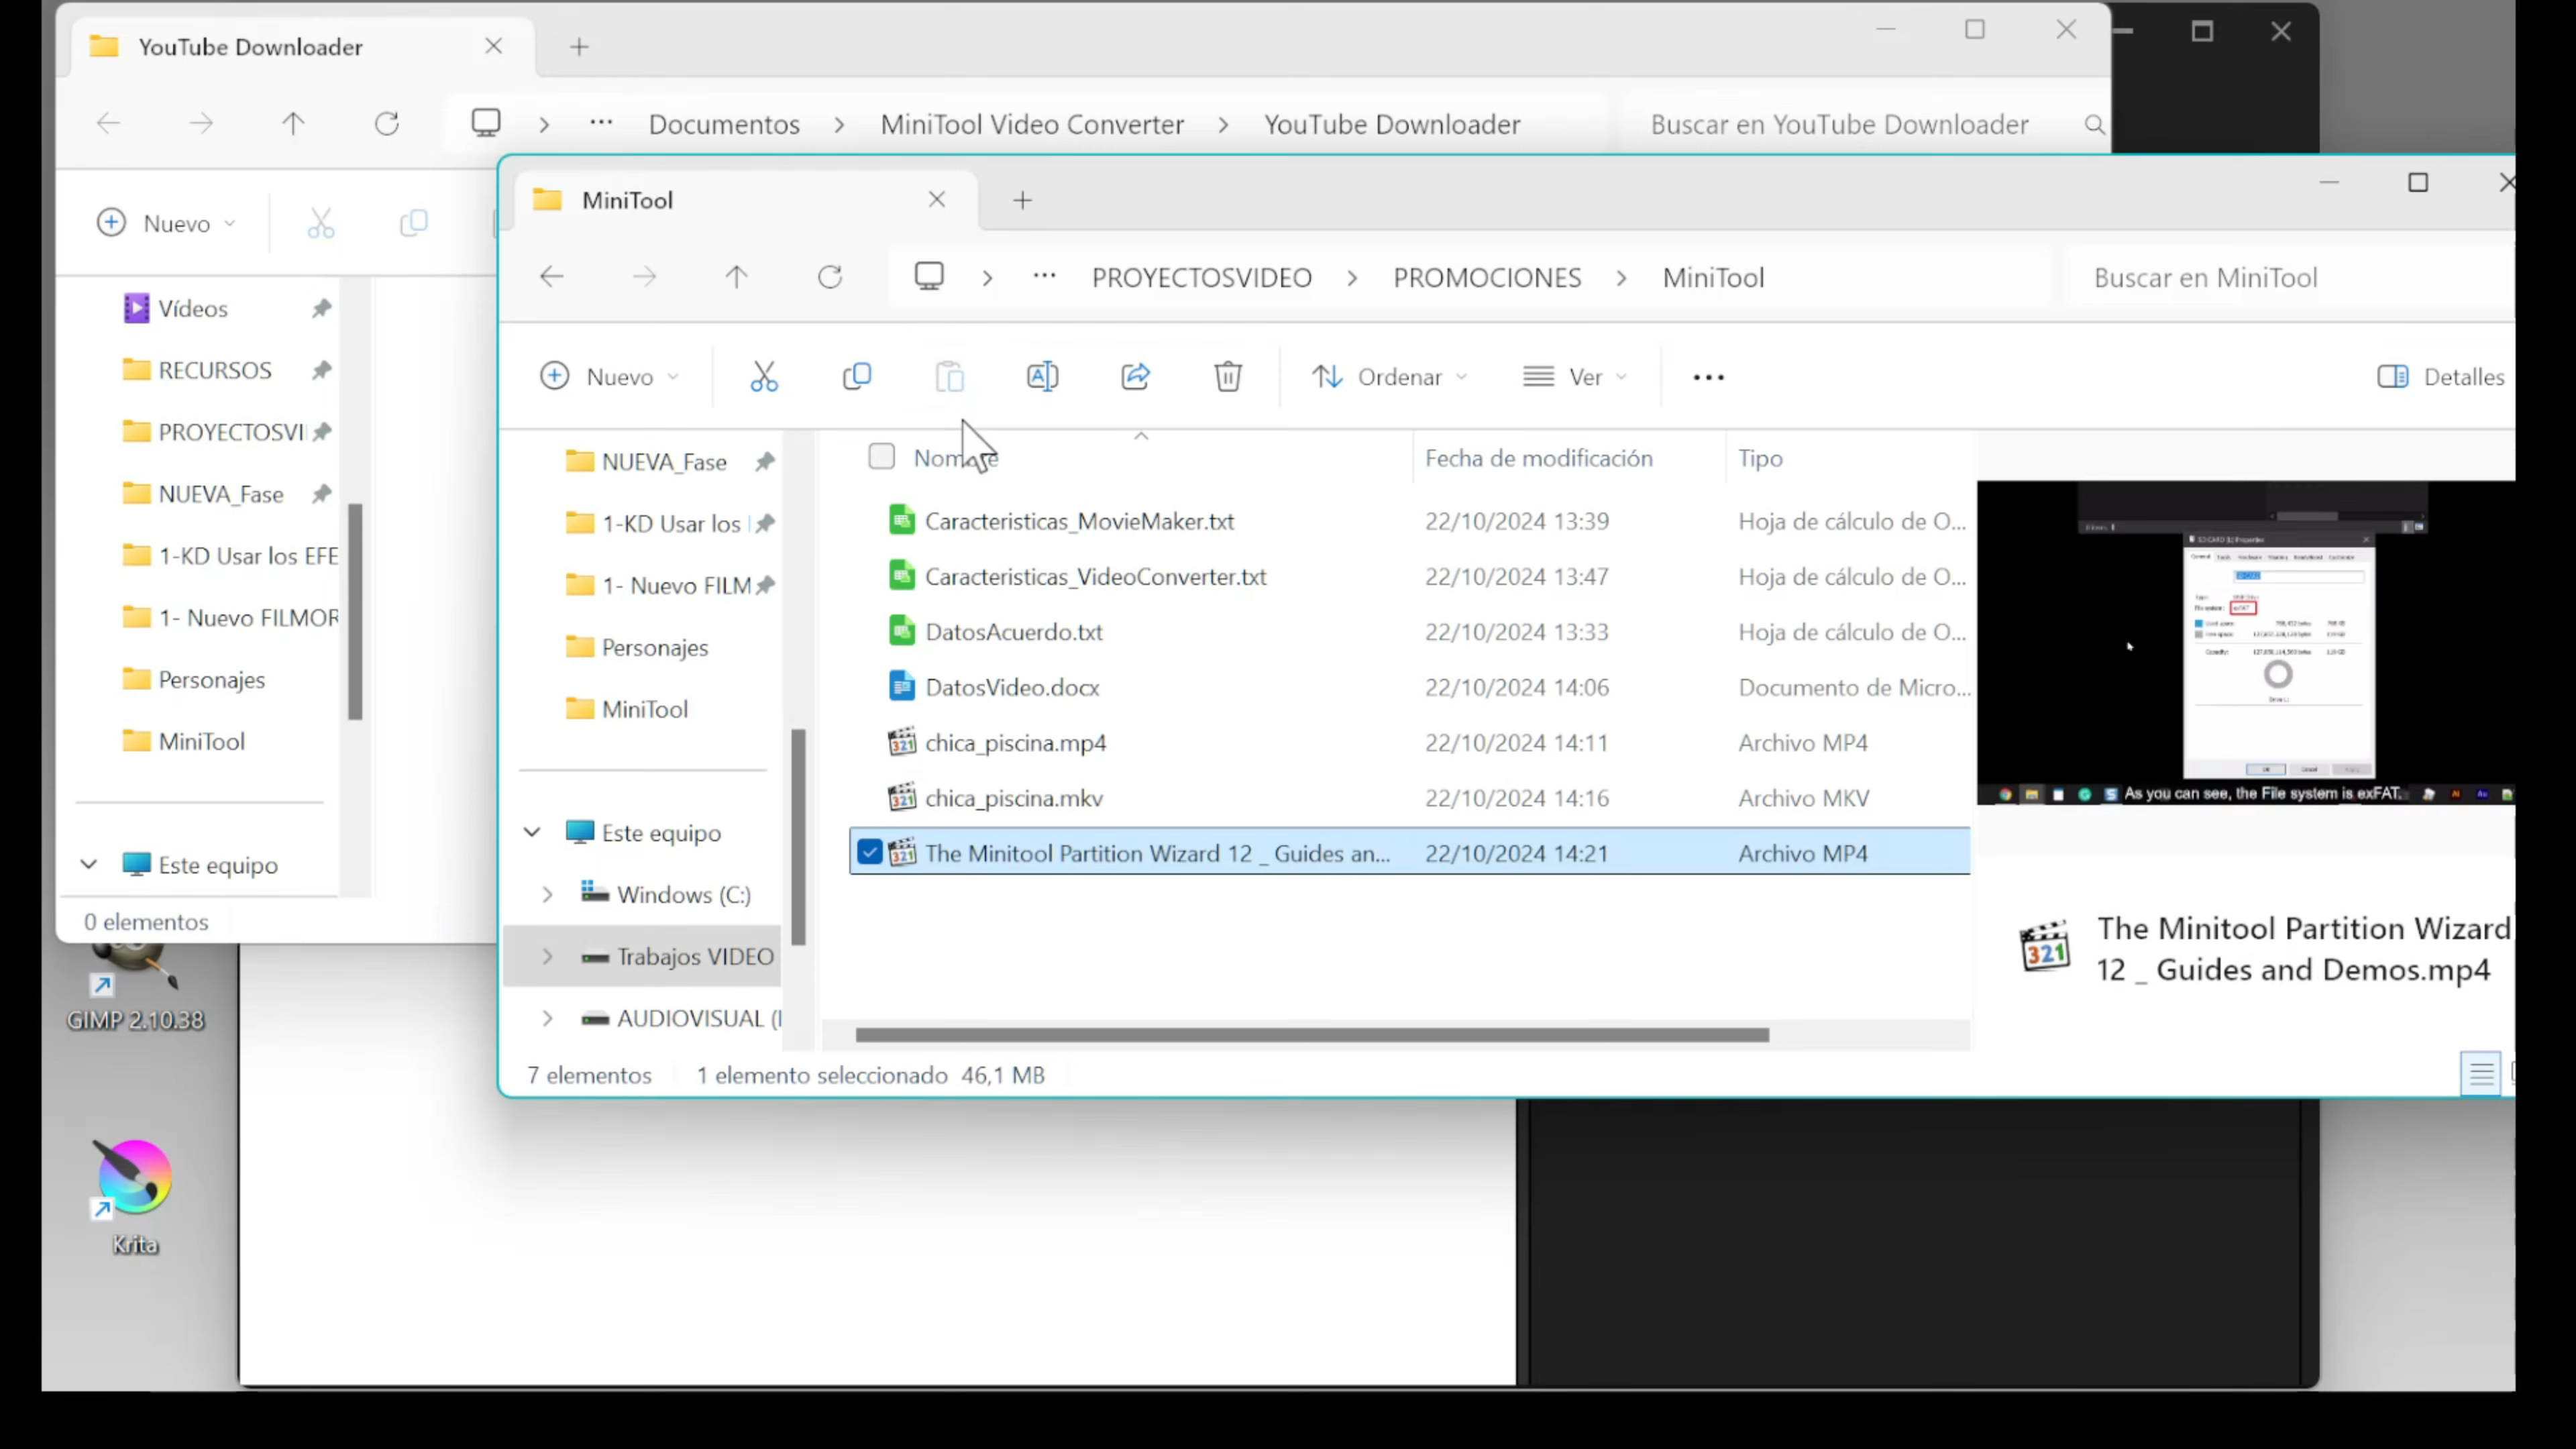 YouTube Downloader
Documentos
MiniTool Video Converter
YouTube Downloader
Buscar en YouTube Downloader
Nuevo
Vídeos
RECURSOS
PROYECTOSVI
NUEVA_Fase
1-KD Usar los EFE
1- Nuevo FILMOR
Personajes
MiniTool
Este equipo
0 elementos
MiniTool
PROYECTOSVIDEO
PROMOCIONES
MiniTool
Buscar en MiniTool
Nuevo
Ordenar
Ver
Detalles
NUEVA_Fase
1-KD Usar los
1- Nuevo FILM
Personajes
MiniTool
Este equipo
Windows (C:)
Trabajos VIDEO
AUDIOVISUAL (
Nombre Fecha de modificación Tipo
Caracteristicas_MovieMaker.txt 22/10/2024 13:39 Hoja de cálculo de O...
Caracteristicas_VideoConverter.txt 22/10/2024 13:47 Hoja de cálculo de O...
DatosAcuerdo.txt 22/10/2024 13:33 Hoja de cálculo de O...
DatosVideo.docx 22/10/2024 14:06 Documento de Micro...
chica_piscina.mp4 22/10/2024 14:11 Archivo MP4
chica_piscina.mkv 22/10/2024 14:16 Archivo MKV
The Minitool Partition Wizard 12 _ Guides an... 22/10/2024 14:21 Archivo MP4
As you can see, the File system is exFAT.
The Minitool Partition Wizard
12 _ Guides and Demos.mp4
7 elementos
1 elemento seleccionado 46,1 MB
GIMP 2.10.38
Krita